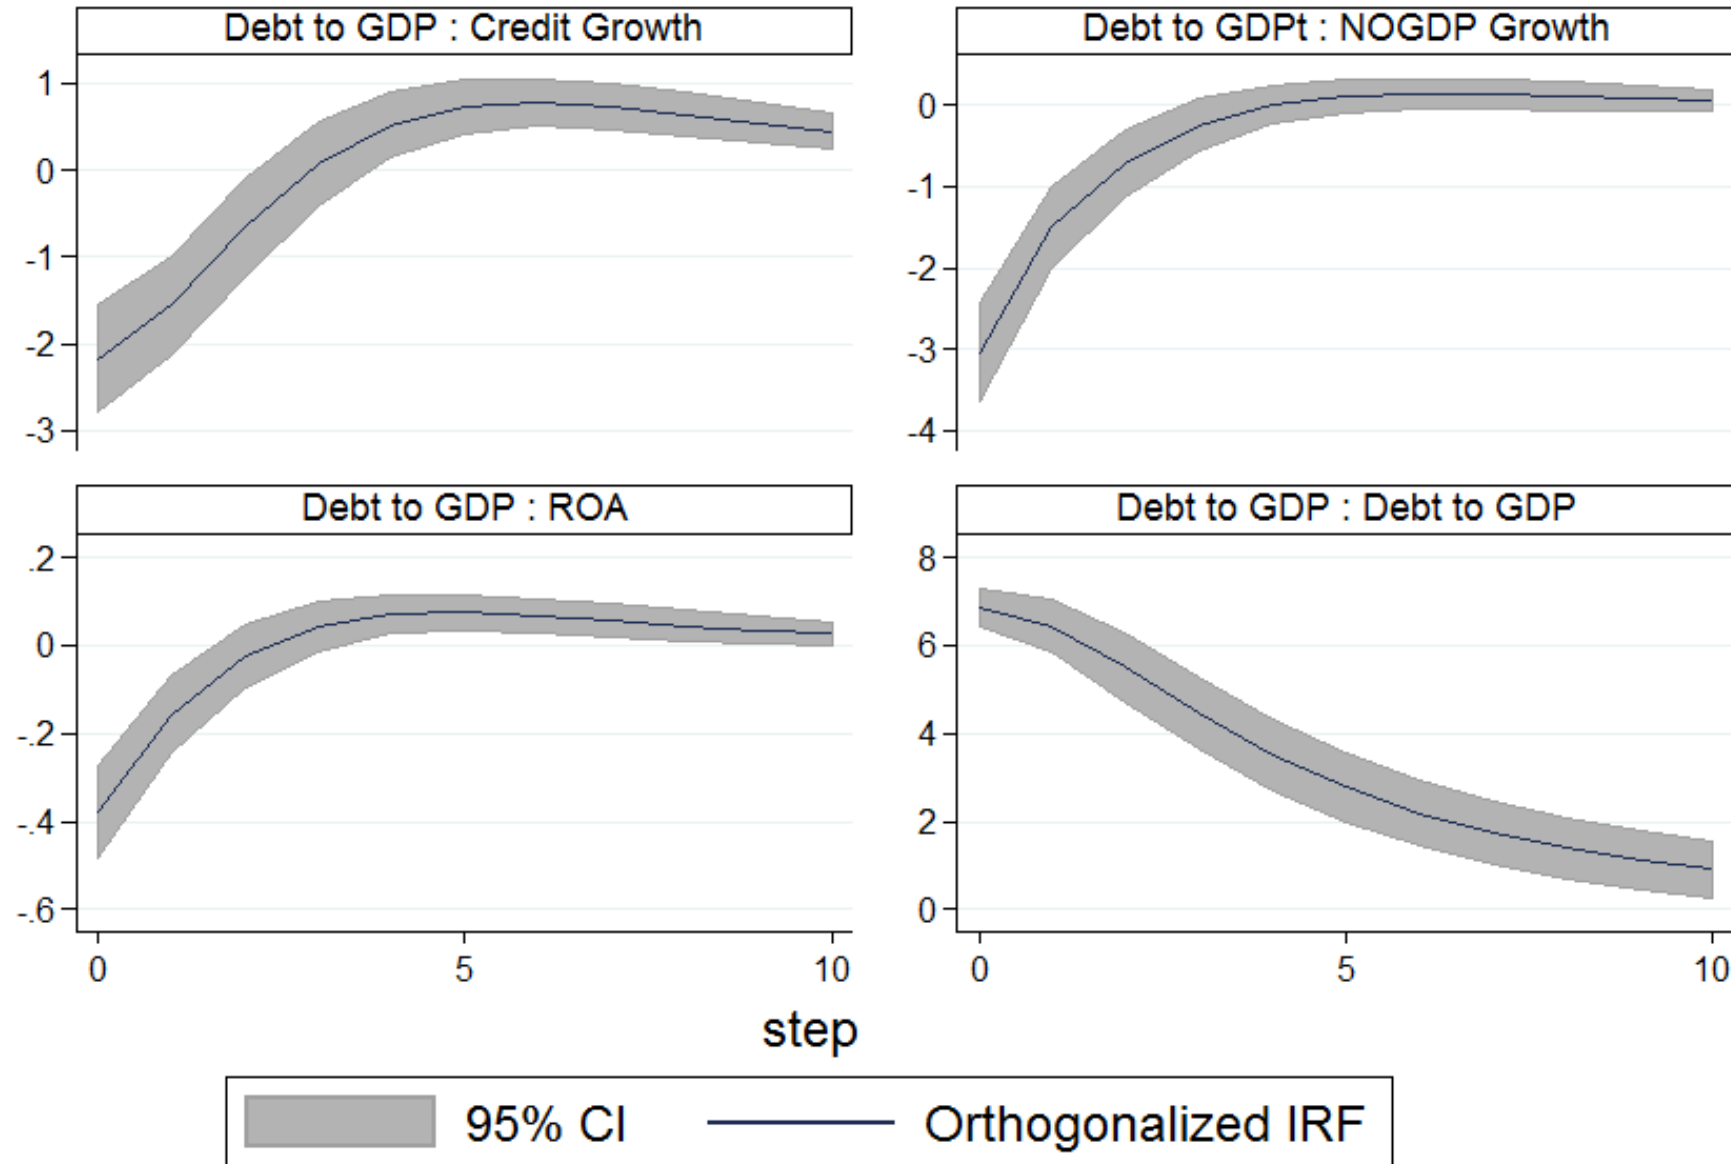 Debt to GDP : Credit Growth
1
0
-1
-2
-3
Debt to GDPt : NOGDP Growth
0
-1
-2
-3
-4
Debt to GDP : ROA
.2
0
-.2
-.4
-.6
0 5 10
Debt to GDP : Debt to GDP
8
6
4
2
0
0 5 10
step
95% CI Orthogonalized IRF